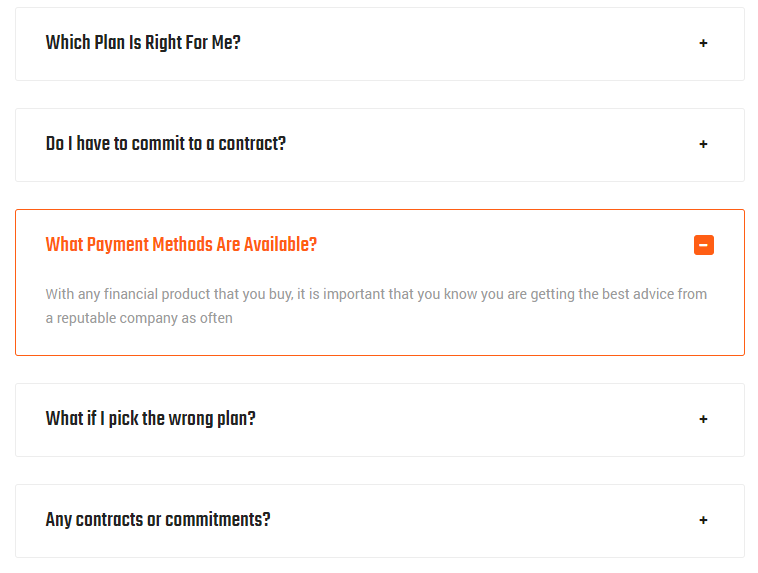 Which Plan Is Right For Me?
+
Do I have to commit to a contract?
+
What Payment Methods Are Available?
−
With any financial product that you buy, it is important that you know you are getting the best advice from
a reputable company as often
What if I pick the wrong plan?
+
Any contracts or commitments?
+